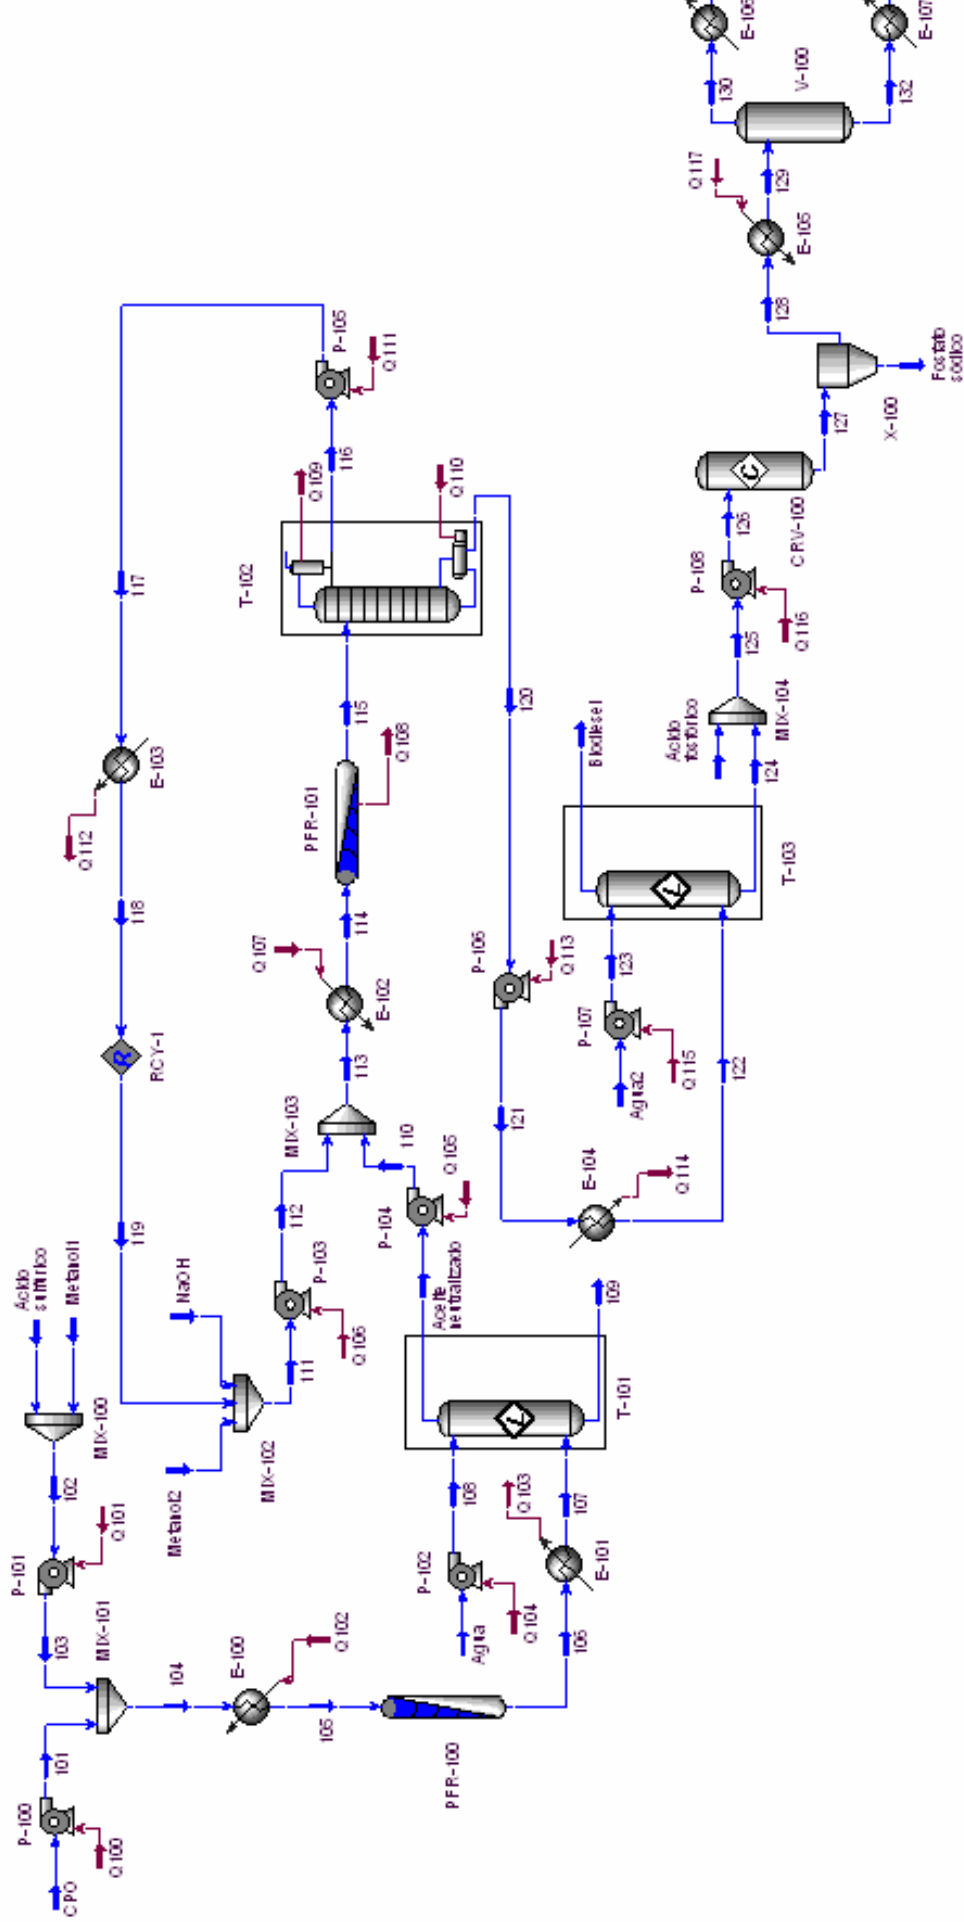 CPO
P-100
Q100
101
MIX-101
103
P-101
Q101
102
MIX-100
Acido
sulfúrico
Metanol1
104
E-100
Q102
105
PFR-100
106
E-101
Q103
107
Agua
P-102
Q104
108
T-101
109
Aceite
neutralizado
P-104
Q105
110
Metanol2
NaOH
MIX-102
111
P-103
Q106
112
MIX-103
113
E-102
Q107
114
PFR-101
Q108
115
T-102
Q109
Q110
116
P-105
Q111
117
E-103
Q112
118
RCY-1
119
120
P-106
Q113
121
E-104
Q114
122
Agua2
P-107
Q115
123
T-103
Biodiesel
124
Acido
fosfórico
MIX-104
125
P-108
Q116
126
CRV-100
127
X-100
Fosfato
sódico
128
E-105
Q117
129
V-100
130
E-106
132
E-107